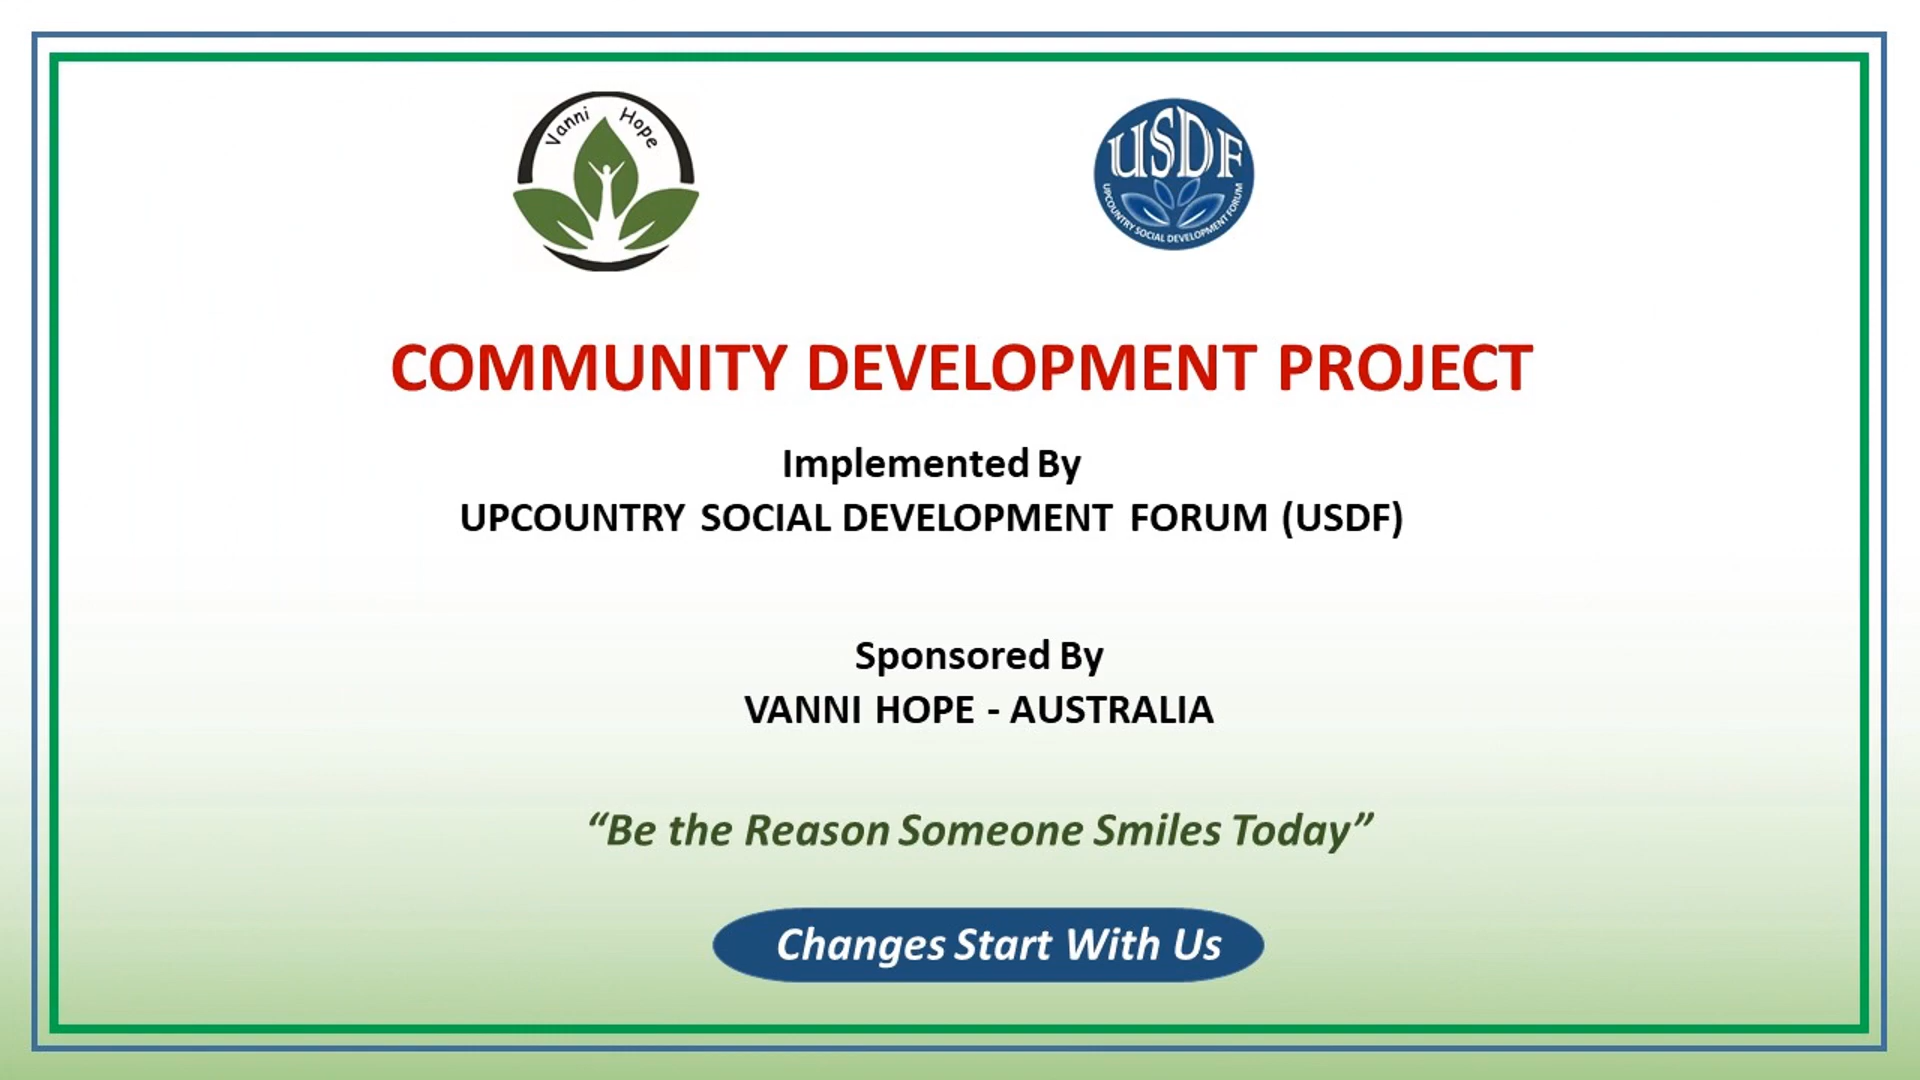 Vanni Hope
USDF
UPCOUNTRY SOCIAL DEVELOPMENT FORUM
COMMUNITY DEVELOPMENT PROJECT
Implemented By
UPCOUNTRY SOCIAL DEVELOPMENT FORUM (USDF)
Sponsored By
VANNI HOPE - AUSTRALIA
“Be the Reason Someone Smiles Today”
Changes Start With Us